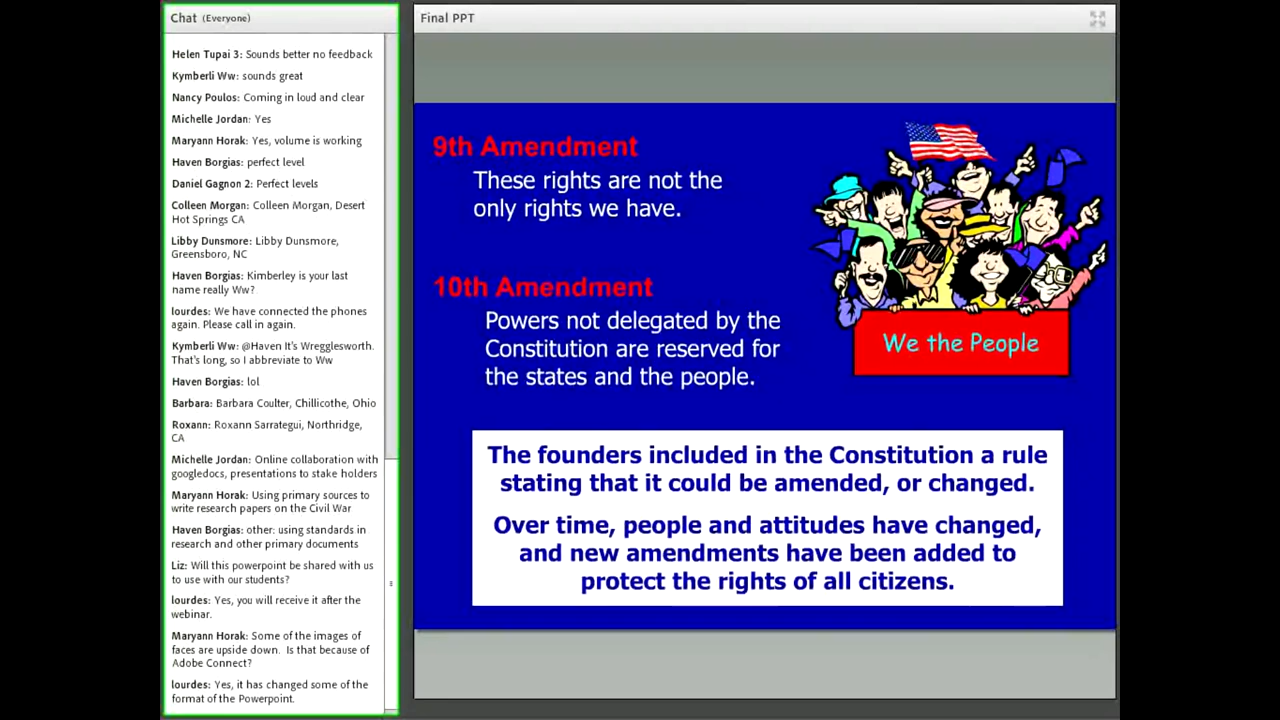 Chat (Everyone)
Helen Tupai 3: Sounds better no feedback
Kymberli Ww: sounds great
Nancy Poulos: Coming in loud and clear
Michelle Jordan: Yes
Maryann Horak: Yes, volume is working
Haven Borgias: perfect level
Daniel Gagnon 2: Perfect levels
Colleen Morgan: Colleen Morgan, Desert
Hot Springs CA
Libby Dunsmore: Libby Dunsmore,
Greensboro, NC
Haven Borgias: Kimberley is your last
name really Ww?
lourdes: We have connected the phones
again. Please call in again.
Kymberli Ww: @Haven It's Wregglesworth.
That's long, so I abbreviate to Ww
Haven Borgias: lol
Barbara: Barbara Coulter, Chillicothe, Ohio
Roxann: Roxann Sarrategui, Northridge,
CA
Michelle Jordan: Online collaboration with
googledocs, presentations to stake holders
Maryann Horak: Using primary sources to
write research papers on the Civil War
Haven Borgias: other: using standards in
research and other primary documents
Liz: Will this powerpoint be shared with us
to use with our students?
lourdes: Yes, you will receive it after the
webinar.
Maryann Horak: Some of the images of
faces are upside down.  Is that because of
Adobe Connect?
lourdes: Yes, it has changed some of the
format of the Powerpoint.
Final PPT
9th Amendment
These rights are not the
only rights we have.
10th Amendment
Powers not delegated by the
Constitution are reserved for
the states and the people.
We the People
The founders included in the Constitution a rule
stating that it could be amended, or changed.
Over time, people and attitudes have changed,
and new amendments have been added to
protect the rights of all citizens.